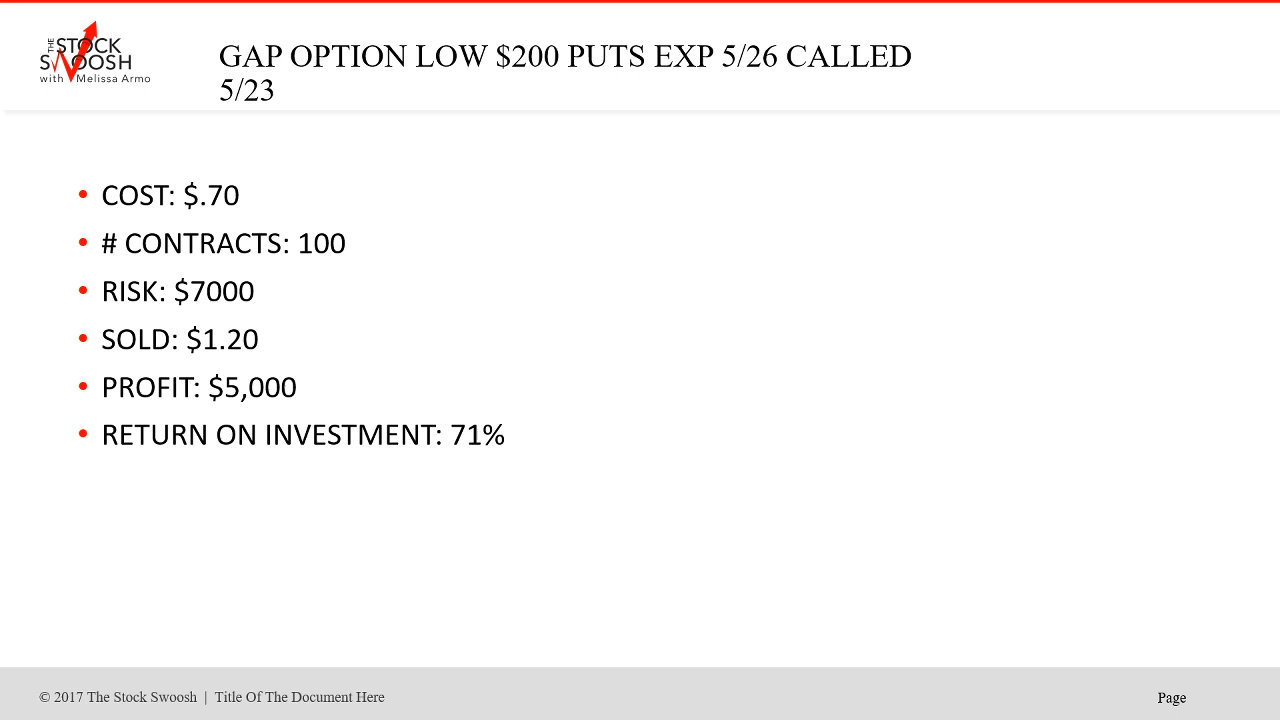 THE STOCK
SWOOSH
with Melissa Armo
GAP OPTION LOW $200 PUTS EXP 5/26 CALLED
5/23
• COST: $.70
• # CONTRACTS: 100
• RISK: $7000
• SOLD: $1.20
• PROFIT: $5,000
• RETURN ON INVESTMENT: 71%
© 2017 The Stock Swoosh | Title Of The Document Here
Page